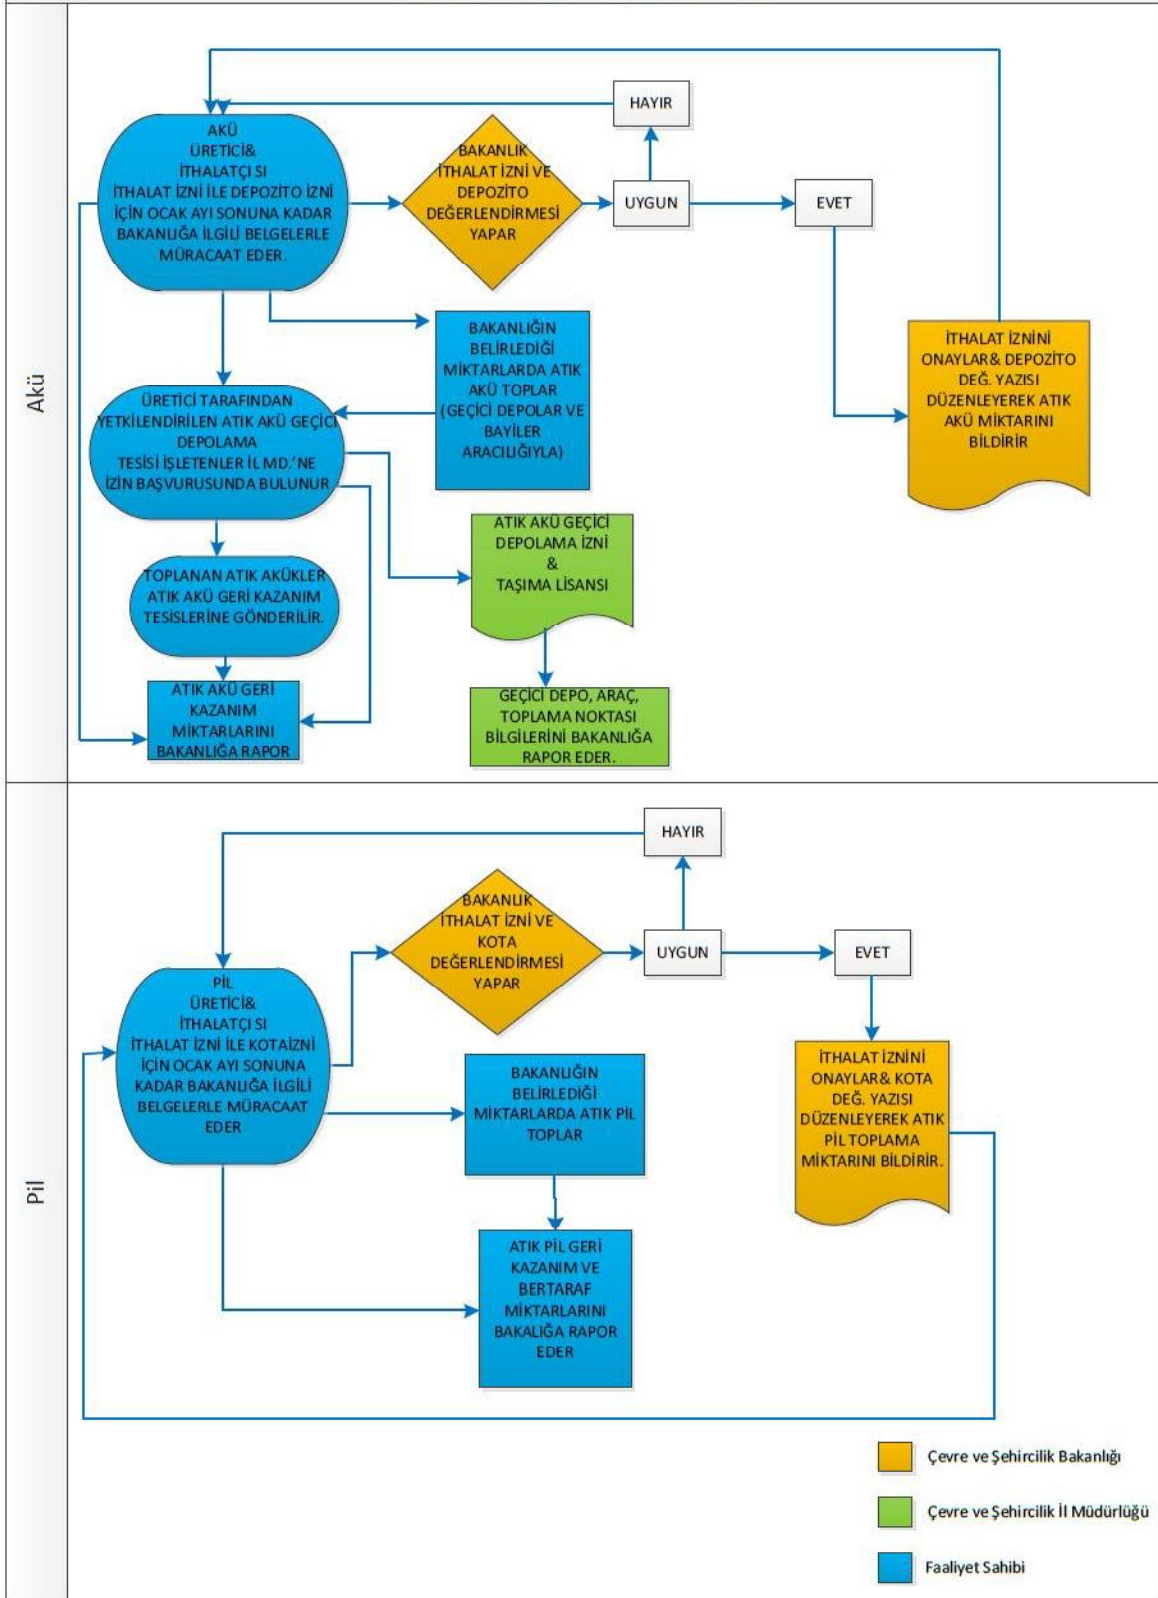 Akü
AKÜ
ÜRETİCİ&
İTHALATÇI SI
İTHALAT İZNİ İLE DEPOZİTO İZNİ
İÇİN OCAK AYI SONUNA KADAR
BAKANLIĞA İLGİLİ BELGELERLE
MÜRACAAT EDER.
BAKANLIK
İTHALAT İZNİ VE
DEPOZİTO
DEĞERLENDİRMESİ
YAPAR
HAYIR
UYGUN
EVET
İTHALAT İZNİNİ
ONAYLAR& DEPOZİTO
DEĞ. YAZISI
DÜZENLEYEREK ATIK
AKÜ MİKTARINI
BİLDİRİR
BAKANLIĞIN
BELİRLEDİĞİ
MİKTARLARDA ATIK
AKÜ TOPLAR
(GEÇİCİ DEPOLAR VE
BAYİLER
ARACILIĞIYLA)
ÜRETİCİ TARAFINDAN
YETKİLENDİRİLEN ATIK AKÜ GEÇİCİ
DEPOLAMA
TESİSİ İŞLETENLER İL MD.'NE
İZİN BAŞVURUSUNDA BULUNUR
ATIK AKÜ GEÇİCİ
DEPOLAMA İZNİ
&
TAŞIMA LİSANSI
TOPLANAN ATIK AKÜKLER
ATIK AKÜ GERİ KAZANIM
TESİSLERİNE GÖNDERİLİR.
ATIK AKÜ GERİ
KAZANIM
MİKTARLARINI
BAKANLIĞA RAPOR
GEÇİCİ DEPO, ARAÇ,
TOPLAMA NOKTASI
BİLGİLERİNİ BAKANLIĞA
RAPOR EDER.
Pil
HAYIR
BAKANLIK
İTHALAT İZNİ VE
KOTA
DEĞERLENDİRMESİ
YAPAR
UYGUN
EVET
PİL
ÜRETİCİ&
İTHALATÇI SI
İTHALAT İZNİ İLE KOTAİZNİ
İÇİN OCAK AYI SONUNA
KADAR BAKANLIĞA İLGİLİ
BELGELERLE MÜRACAAT
EDER
İTHALAT İZNİNİ
ONAYLAR& KOTA
DEĞ. YAZISI
DÜZENLEYEREK ATIK
PİL TOPLAMA
MİKTARINI BİLDİRİR.
BAKANLIĞIN
BELİRLEDİĞİ
MİKTARLARDA ATIK PİL
TOPLAR
ATIK PİL GERİ
KAZANIM VE
BERTARAF
MİKTARLARINI
BAKALIĞA RAPOR
EDER
Çevre ve Şehircilik Bakanlığı
Çevre ve Şehircilik İl Müdürlüğü
Faaliyet Sahibi